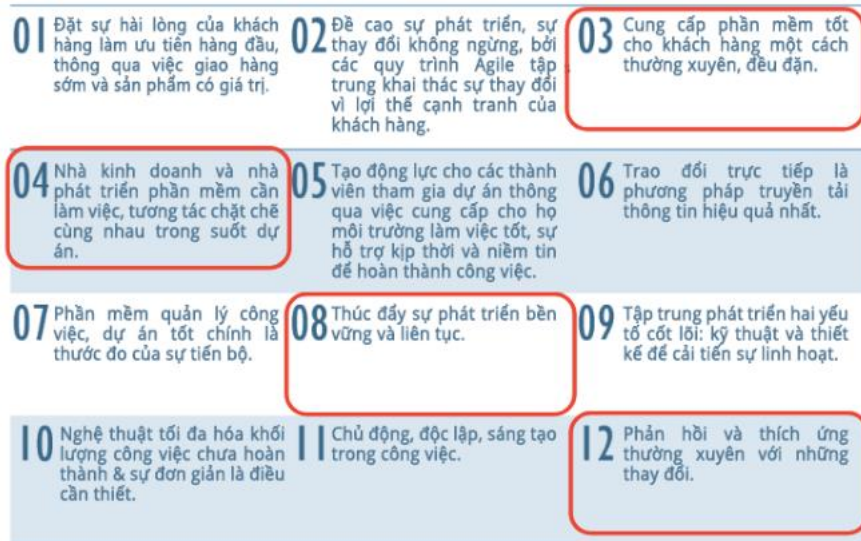 01 Đặt sự hài lòng của khách
hàng làm ưu tiên hàng đầu,
thông qua việc giao hàng
sớm và sản phẩm có giá trị.
02 Đề cao sự phát triển, sự
thay đổi không ngừng, bởi
các quy trình Agile tập
trung khai thác sự thay đổi
vì lợi thế cạnh tranh của
khách hàng.
03 Cung cấp phần mềm tốt
cho khách hàng một cách
thường xuyên, đều đặn.
04 Nhà kinh doanh và nhà
phát triển phần mềm cần
làm việc, tương tác chặt chẽ
cùng nhau trong suốt dự
án.
05 Tạo động lực cho các thành
viên tham gia dự án thông
qua việc cung cấp cho họ
môi trường làm việc tốt, sự
hỗ trợ kịp thời và niềm tin
để hoàn thành công việc.
06 Trao đổi trực tiếp là
phương pháp truyền tải
thông tin hiệu quả nhất.
07 Phần mềm quản lý công
việc, dự án tốt chính là
thước đo của sự tiến bộ.
08 Thúc đẩy sự phát triển bền
vững và liên tục.
09 Tập trung phát triển hai yếu
tố cốt lõi: kỹ thuật và thiết
kế để cải tiến sự linh hoạt.
10 Nghệ thuật tối đa hóa khối
lượng công việc chưa hoàn
thành & sự đơn giản là điều
cần thiết.
11 Chủ động, độc lập, sáng tạo
trong công việc.
12 Phản hồi và thích ứng
thường xuyên với những
thay đổi.